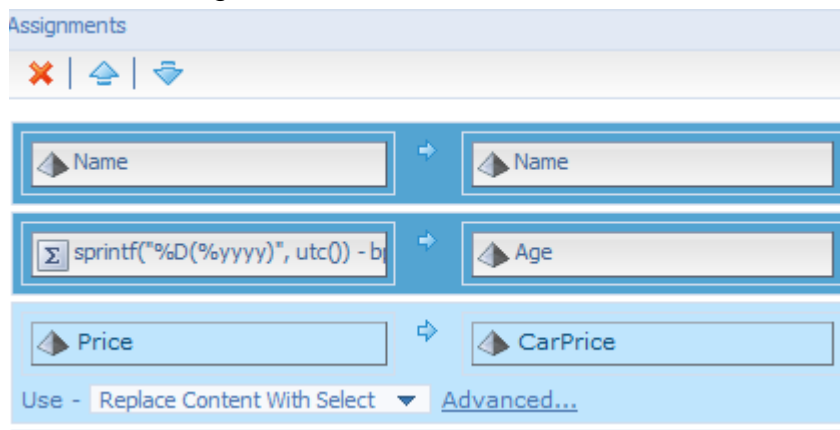 Assignments
Name Name
Σ sprintf("%D(%yyyy)", utc()) - Age
Price CarPrice
Use - Replace Content With Select Advanced...